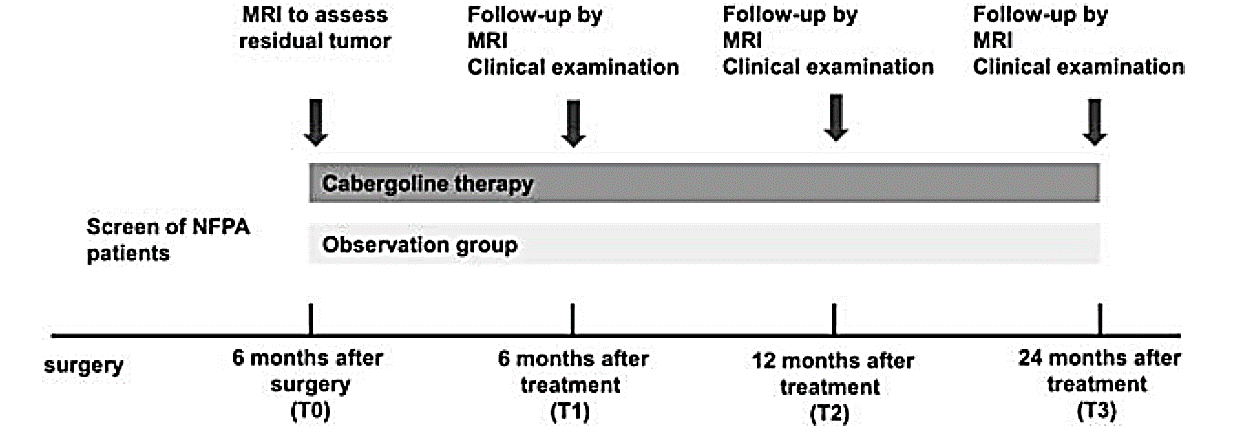 MRI to assess
residual tumor
Follow-up by
MRI
Clinical examination
Follow-up by
MRI
Clinical examination
Follow-up by
MRI
Clinical examination
Cabergoline therapy
Screen of NFPA
patients
Observation group
surgery
6 months after
surgery
(T0)
6 months after
treatment
(T1)
12 months after
treatment
(T2)
24 months after
treatment
(T3)